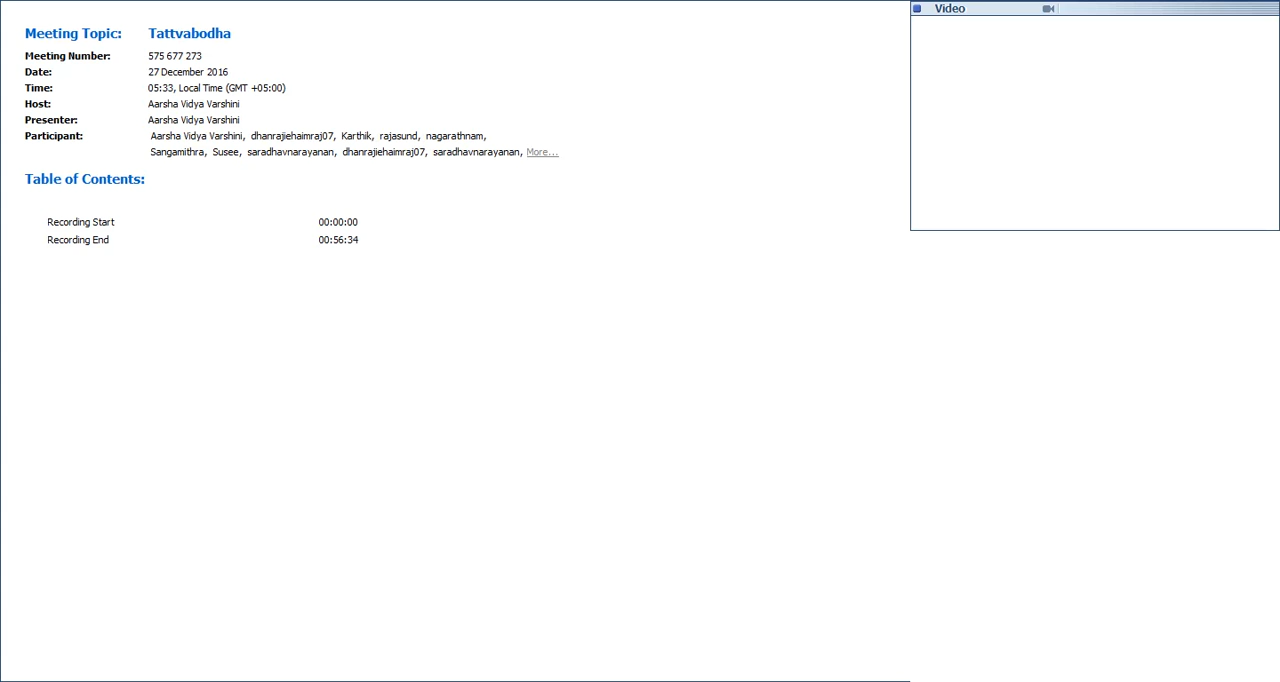 Meeting Topic: Tattvabodha
Meeting Number: 575 677 273
Date: 27 December 2016
Time: 05:33, Local Time (GMT +05:00)
Host: Aarsha Vidya Varshini
Presenter: Aarsha Vidya Varshini
Participant: Aarsha Vidya Varshini, dhanrajiehaimraj07, Karthik, rajasund, nagarathnam,
Sangamithra, Susee, saradhavnarayanan, dhanrajiehaimraj07, saradhavnarayanan, More...
Table of Contents:
Recording Start 00:00:00
Recording End 00:56:34
Video